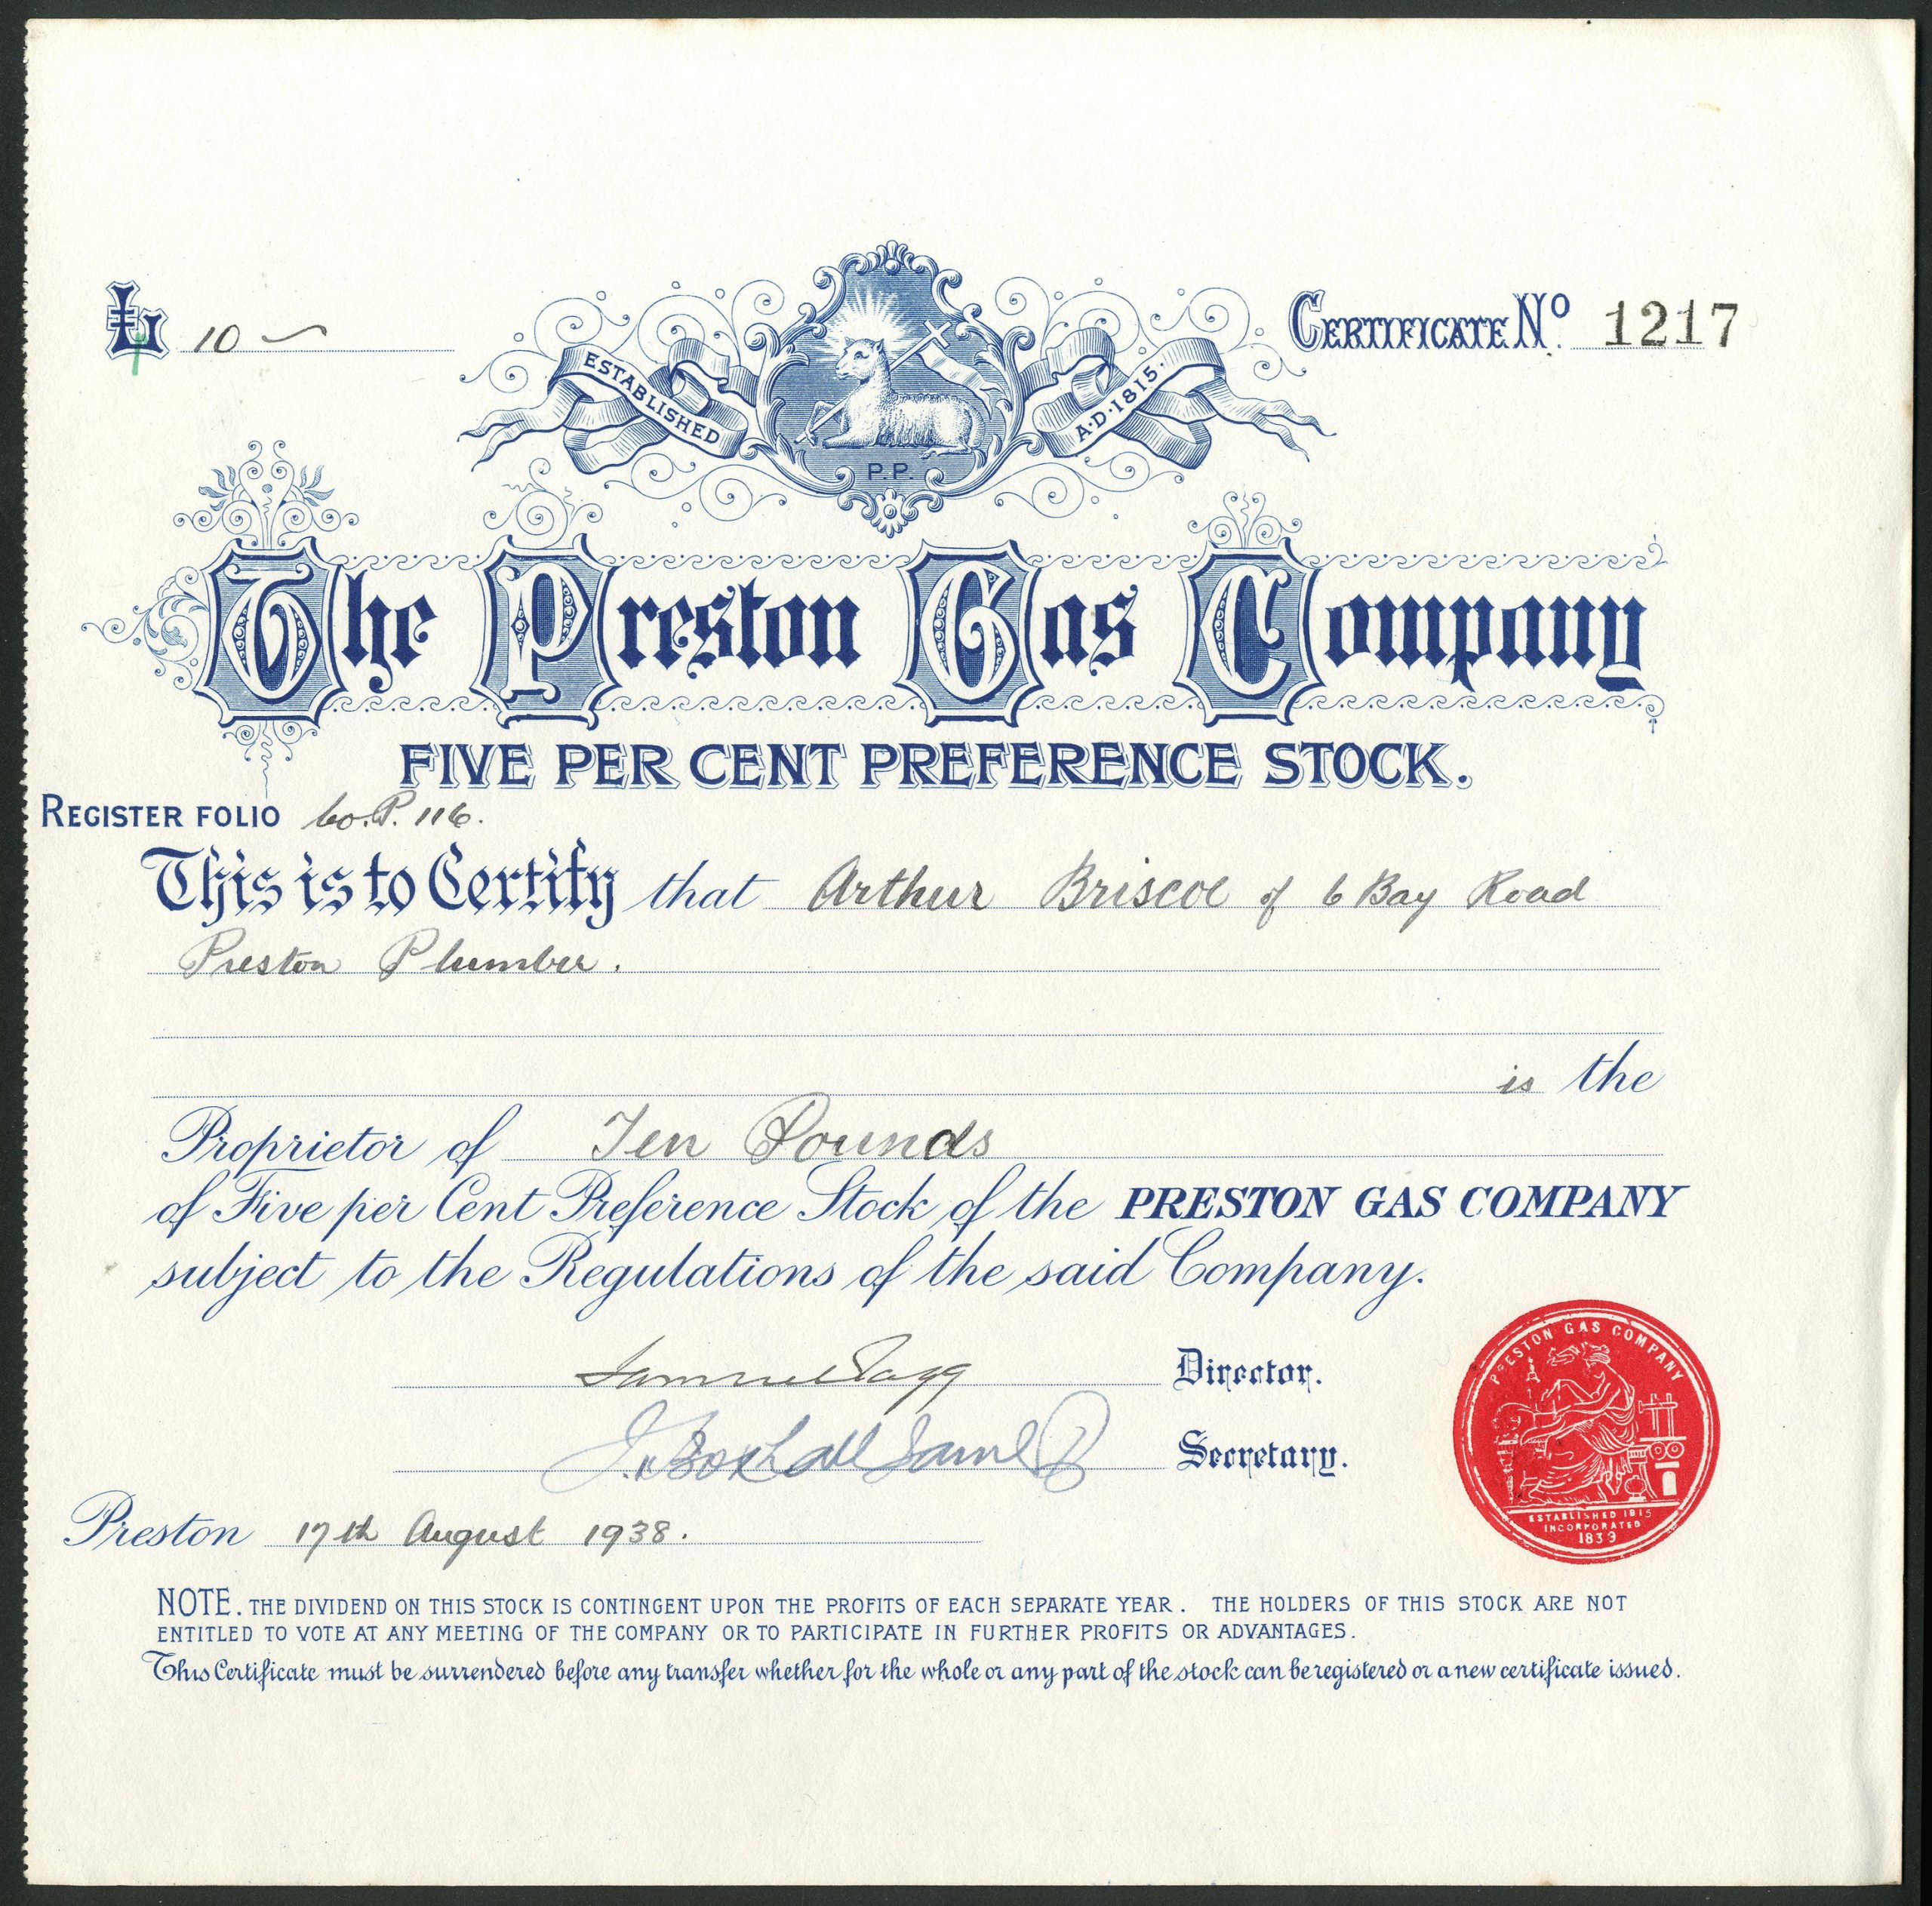 £ 10 ~
ESTABLISHED A.D. 1815.
P.P.
CERTIFICATE Nº. 1217
The Preston Gas Company
FIVE PER CENT PREFERENCE STOCK.
REGISTER FOLIO P. 116.
This is to Certify that Arthur Briscoe of 6 Bay Road
Preston Plumber.
is the
Proprietor of Ten Pounds
of Five per Cent Preference Stock of the PRESTON GAS COMPANY
subject to the Regulations of the said Company.
Director.
Secretary.
PRESTON GAS COMPANY
ESTABLISHED 1815
INCORPORATED
1839
Preston 17th August 1938.
NOTE. THE DIVIDEND ON THIS STOCK IS CONTINGENT UPON THE PROFITS OF EACH SEPARATE YEAR. THE HOLDERS OF THIS STOCK ARE NOT
ENTITLED TO VOTE AT ANY MEETING OF THE COMPANY OR TO PARTICIPATE IN FURTHER PROFITS OR ADVANTAGES.
This Certificate must be surrendered before any transfer whether for the whole or any part of the stock can be registered or a new certificate issued.